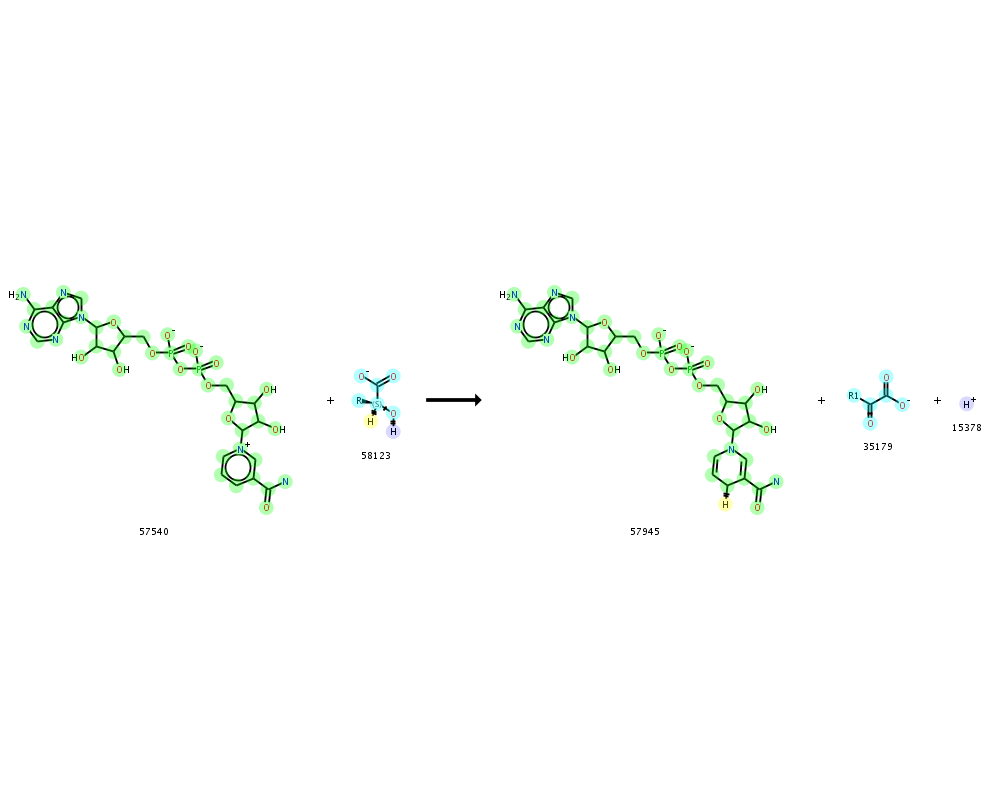 H₂N N N N N O HO OH O O⁻ P O O O⁻ P O O O OH OH N⁺ N O
+
O⁻ O R (S) O H H
H₂N N N N N O HO OH O O⁻ P O O O⁻ P O O O OH OH N N O H
+
R1 O O O⁻
+
H⁺
57540
58123
57945
35179
15378